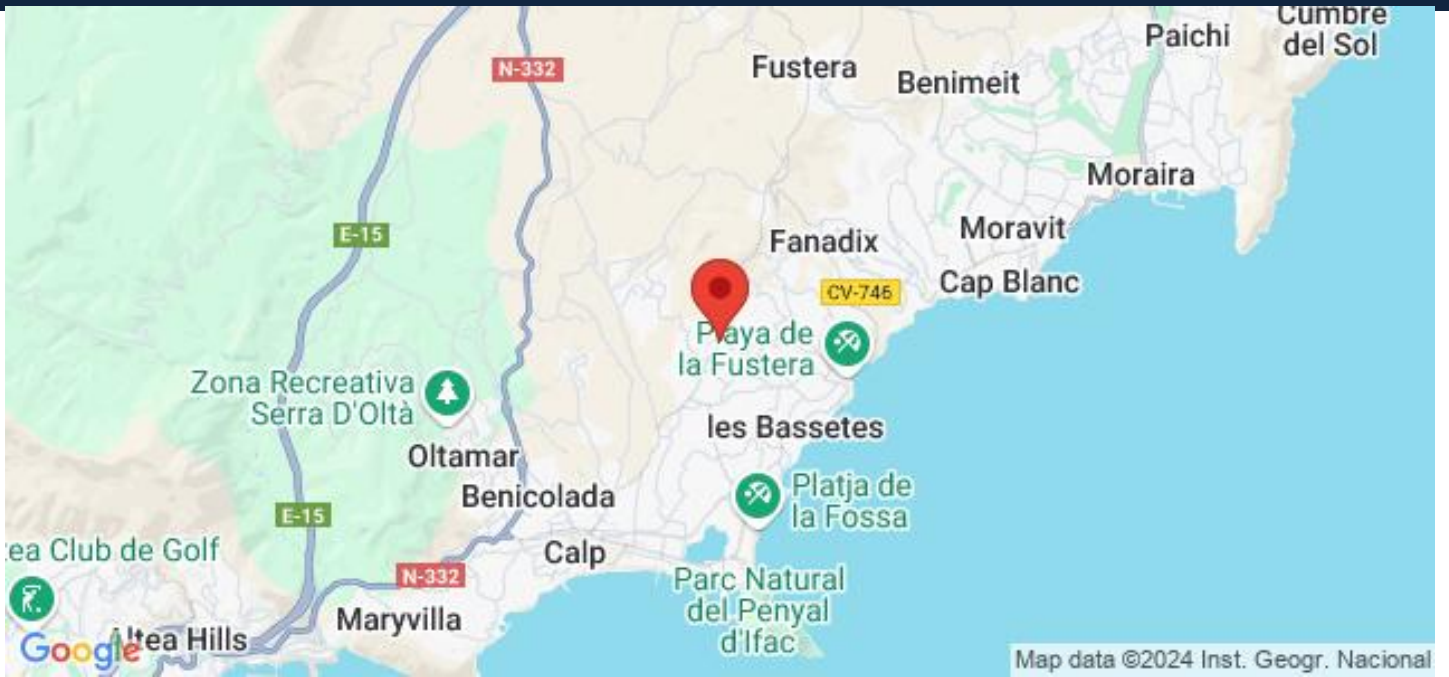 Cumbre
del Sol
Paichi
N-332
Fustera
Benimeit
Moraira
E-15
Fanadix
Moravit
CV-746
Cap Blanc
Playa de
la Fustera
Zona Recreativa
Serra D'Oltà
les Bassetes
Oltamar
Benicolada
Platja de
la Fossa
E-15
ea Club de Golf
Calp
N-332
Parc Natural
del Penyal
d'Ifac
Maryvilla
Altea Hills
Google
Map data ©2024 Inst. Geogr. Nacional